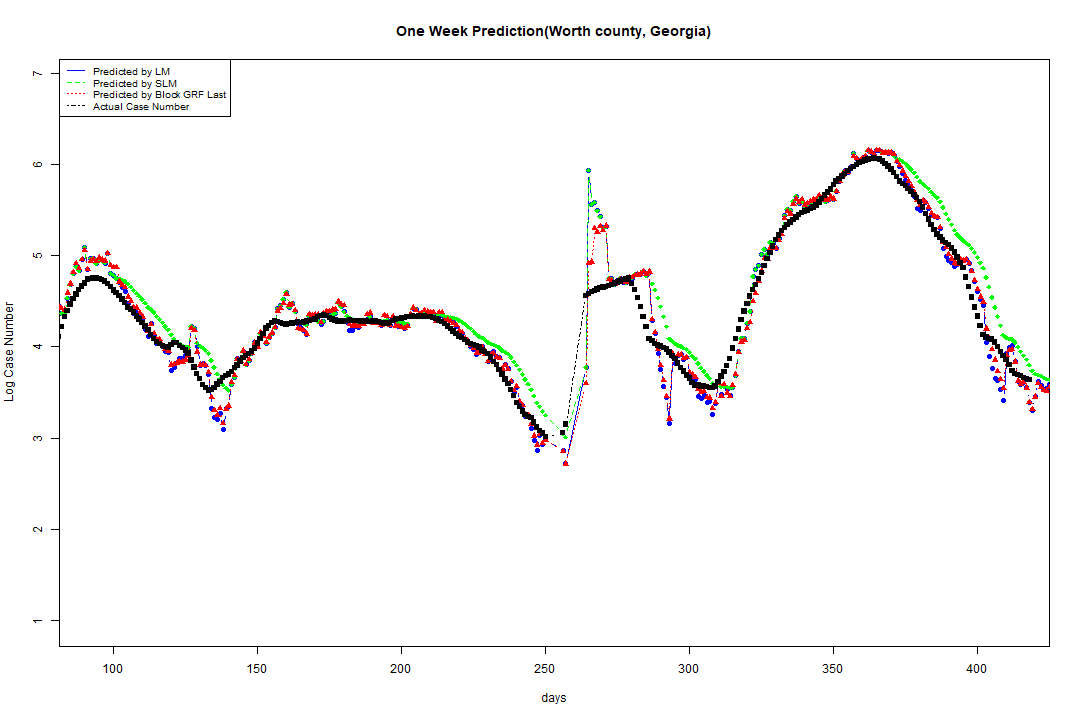 One Week Prediction(Worth county, Georgia)
Predicted by LM
Predicted by SLM
Predicted by Block GRF Last
Actual Case Number
Log Case Number
7
6
5
4
3
2
1
100 150 200 250 300 350 400
days